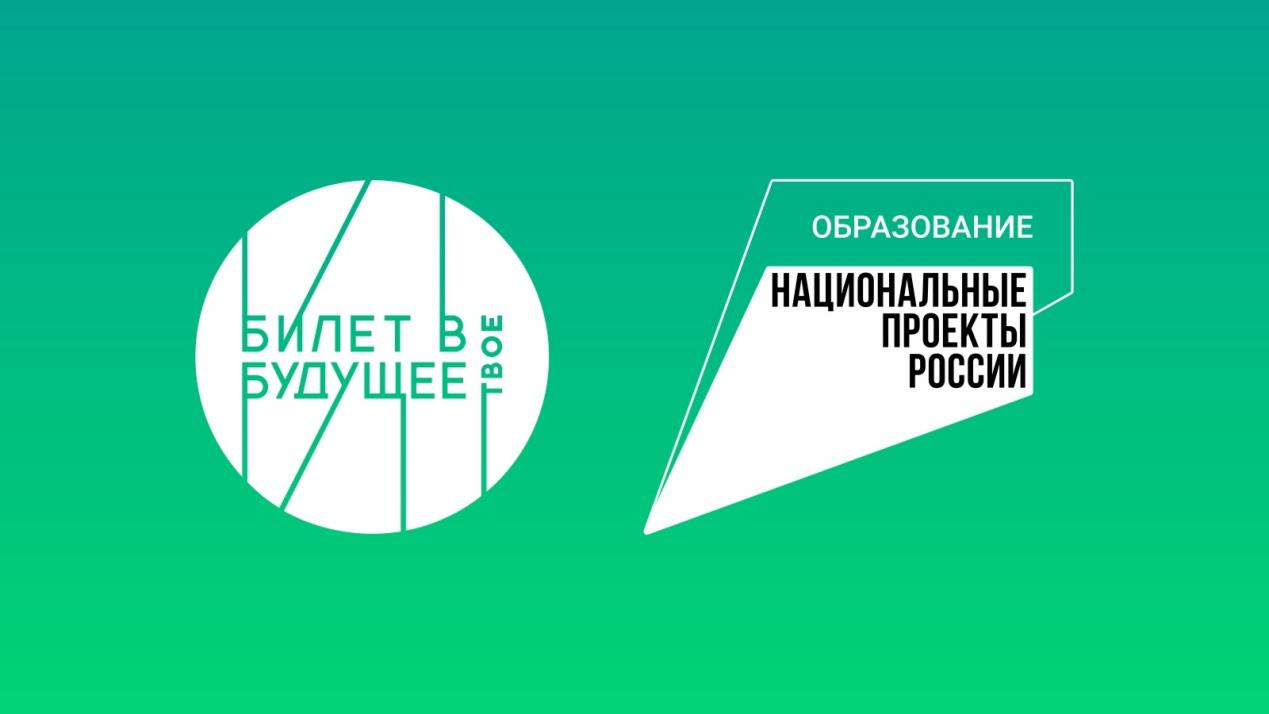 БИЛЕТ В
БУДУЩЕЕ
ТВОЕ
ОБРАЗОВАНИЕ
НАЦИОНАЛЬНЫЕ
ПРОЕКТЫ
РОССИИ